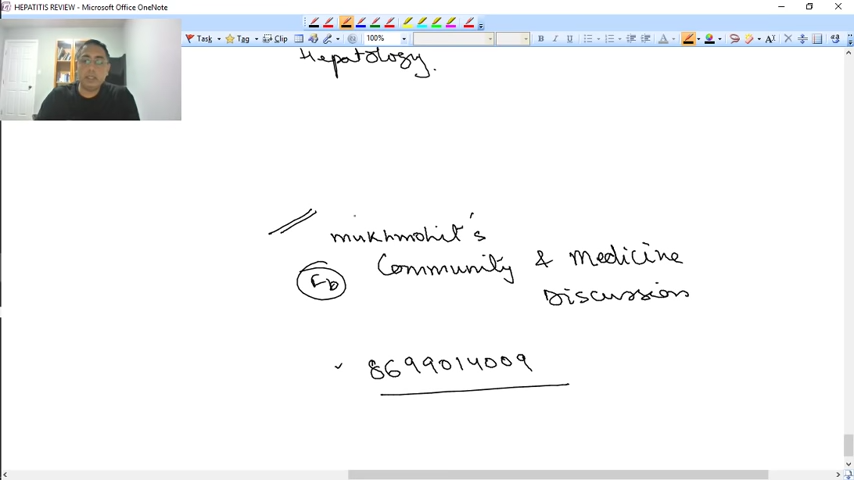 HEPATITIS REVIEW - Microsoft Office OneNote
Task Tag Clip 100% B I U
Hepatology.
mukhmohit's
Fb Community & Medicine
Discussion
8699014009